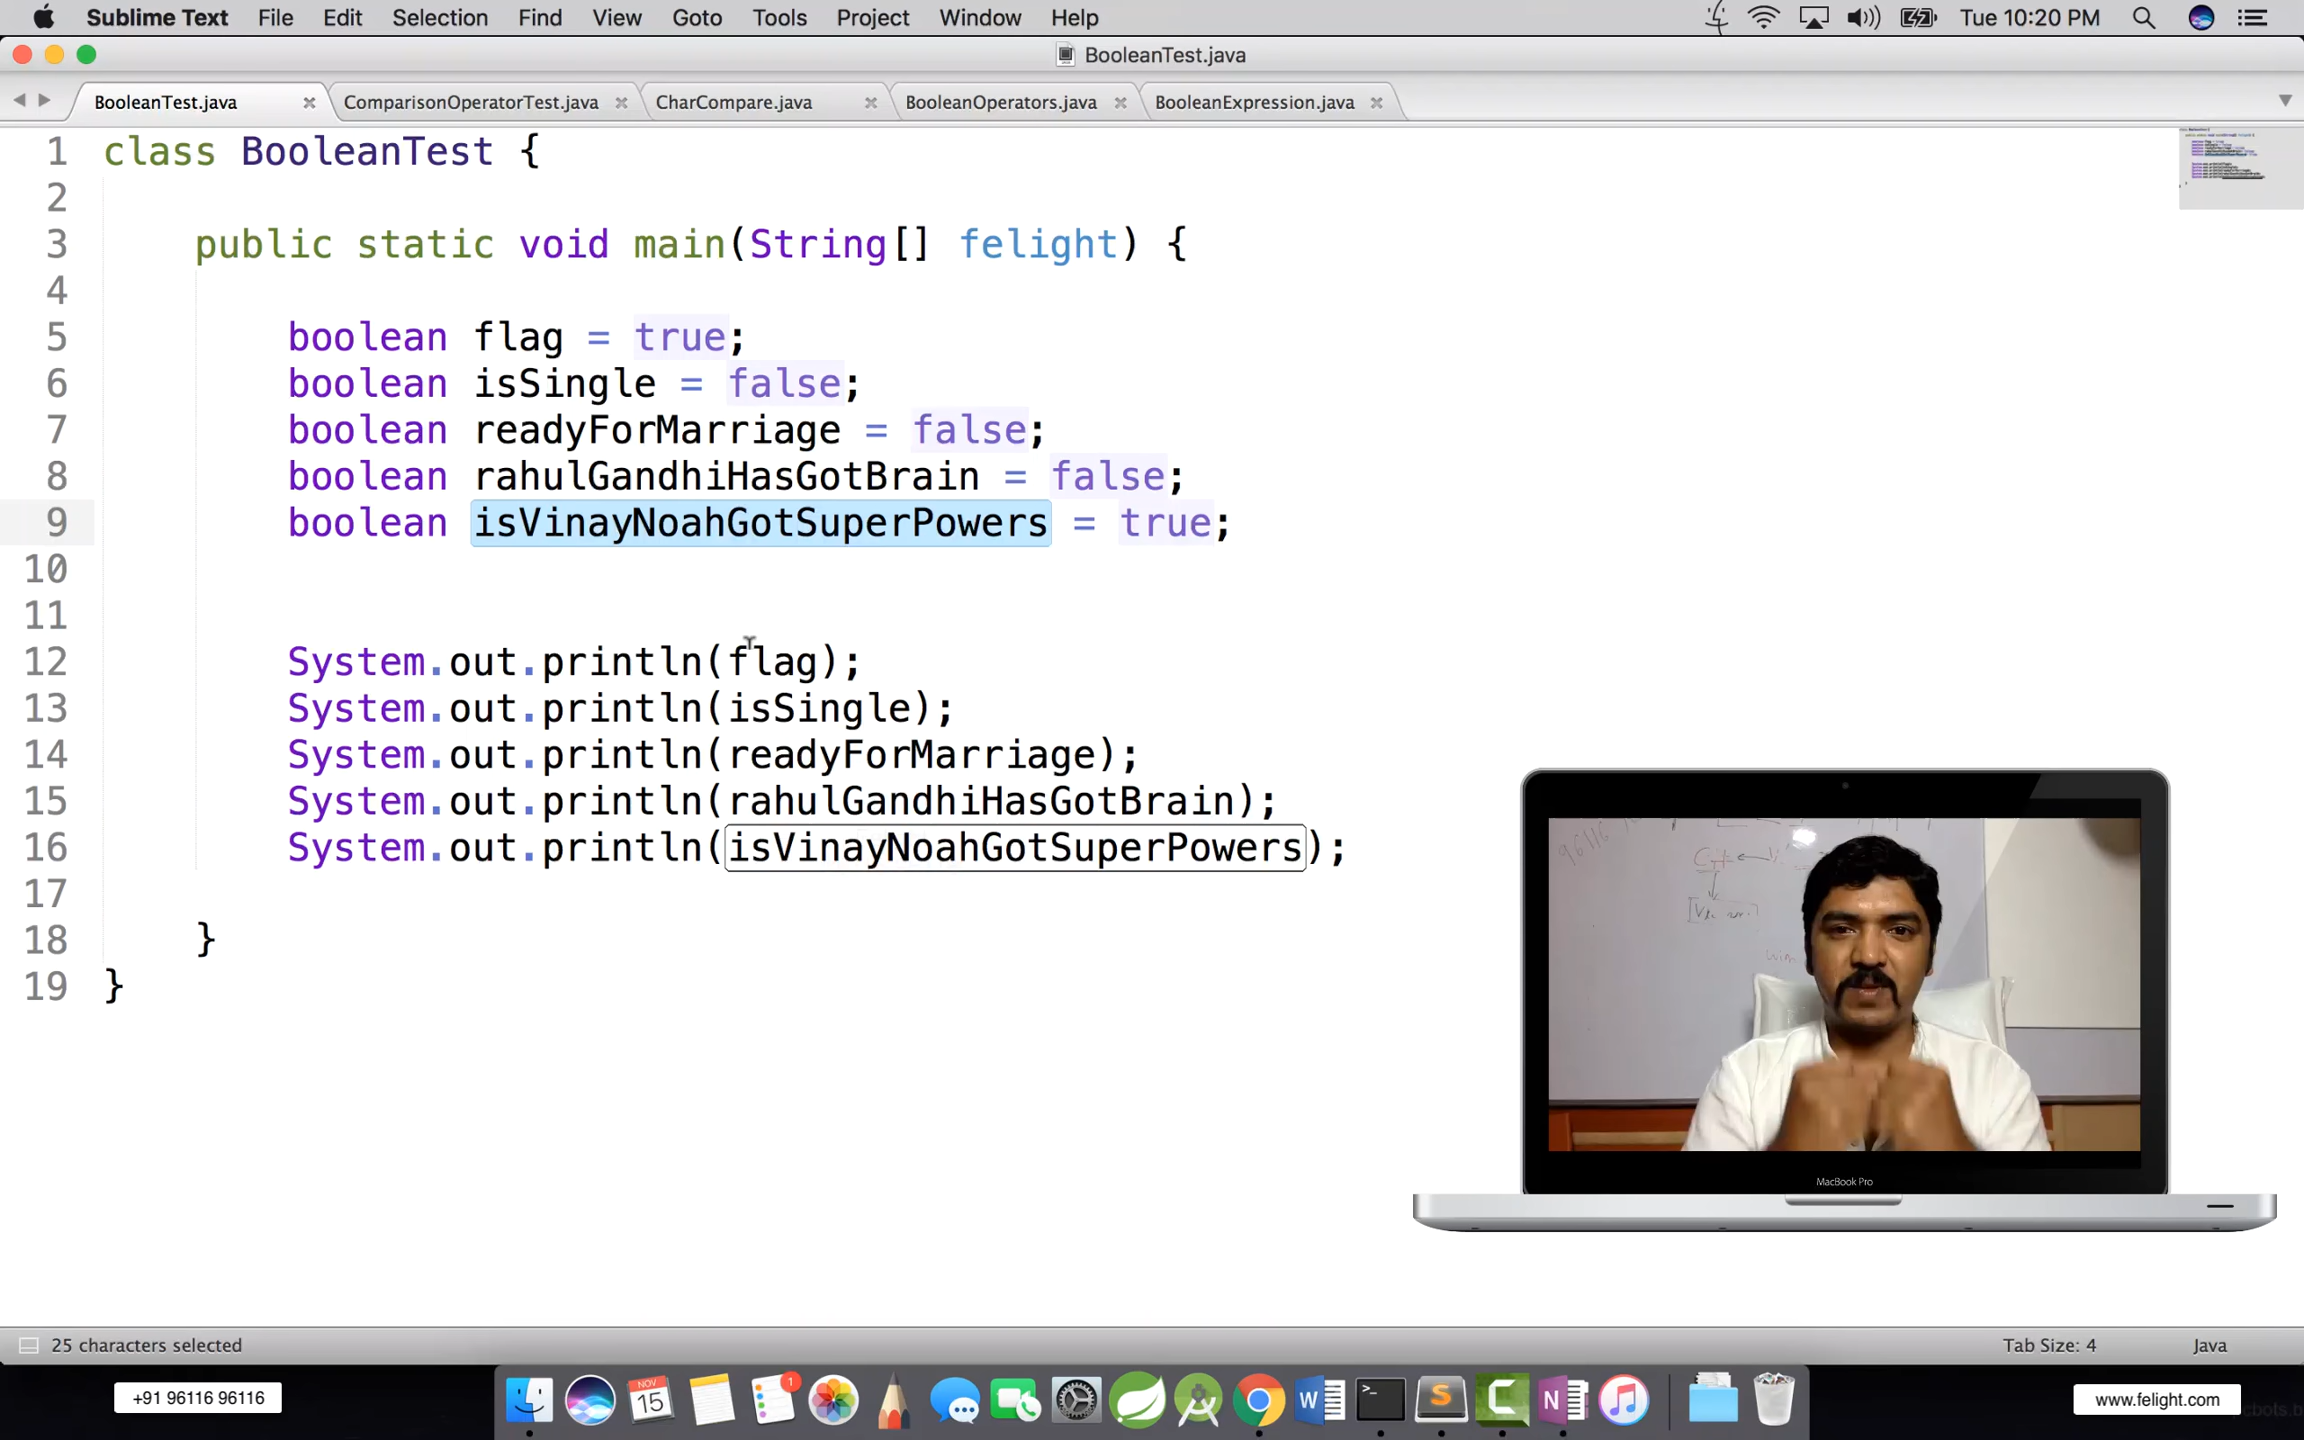 Sublime Text File Edit Selection Find View Goto Tools Project Window Help Tue 10:20 PM
BooleanTest.java
BooleanTest.java ComparisonOperatorTest.java CharCompare.java BooleanOperators.java BooleanExpression.java
1 class BooleanTest {
2
3 public static void main(String[] felight) {
4
5 boolean flag = true;
6 boolean isSingle = false;
7 boolean readyForMarriage = false;
8 boolean rahulGandhiHasGotBrain = false;
9 boolean isVinayNoahGotSuperPowers = true;
10
11
12 System.out.println(flag);
13 System.out.println(isSingle);
14 System.out.println(readyForMarriage);
15 System.out.println(rahulGandhiHasGotBrain);
16 System.out.println(isVinayNoahGotSuperPowers);
17
18 }
19 }
MacBook Pro
25 characters selected Tab Size: 4 Java
NOV
15
1
+91 96116 96116
www.felight.com